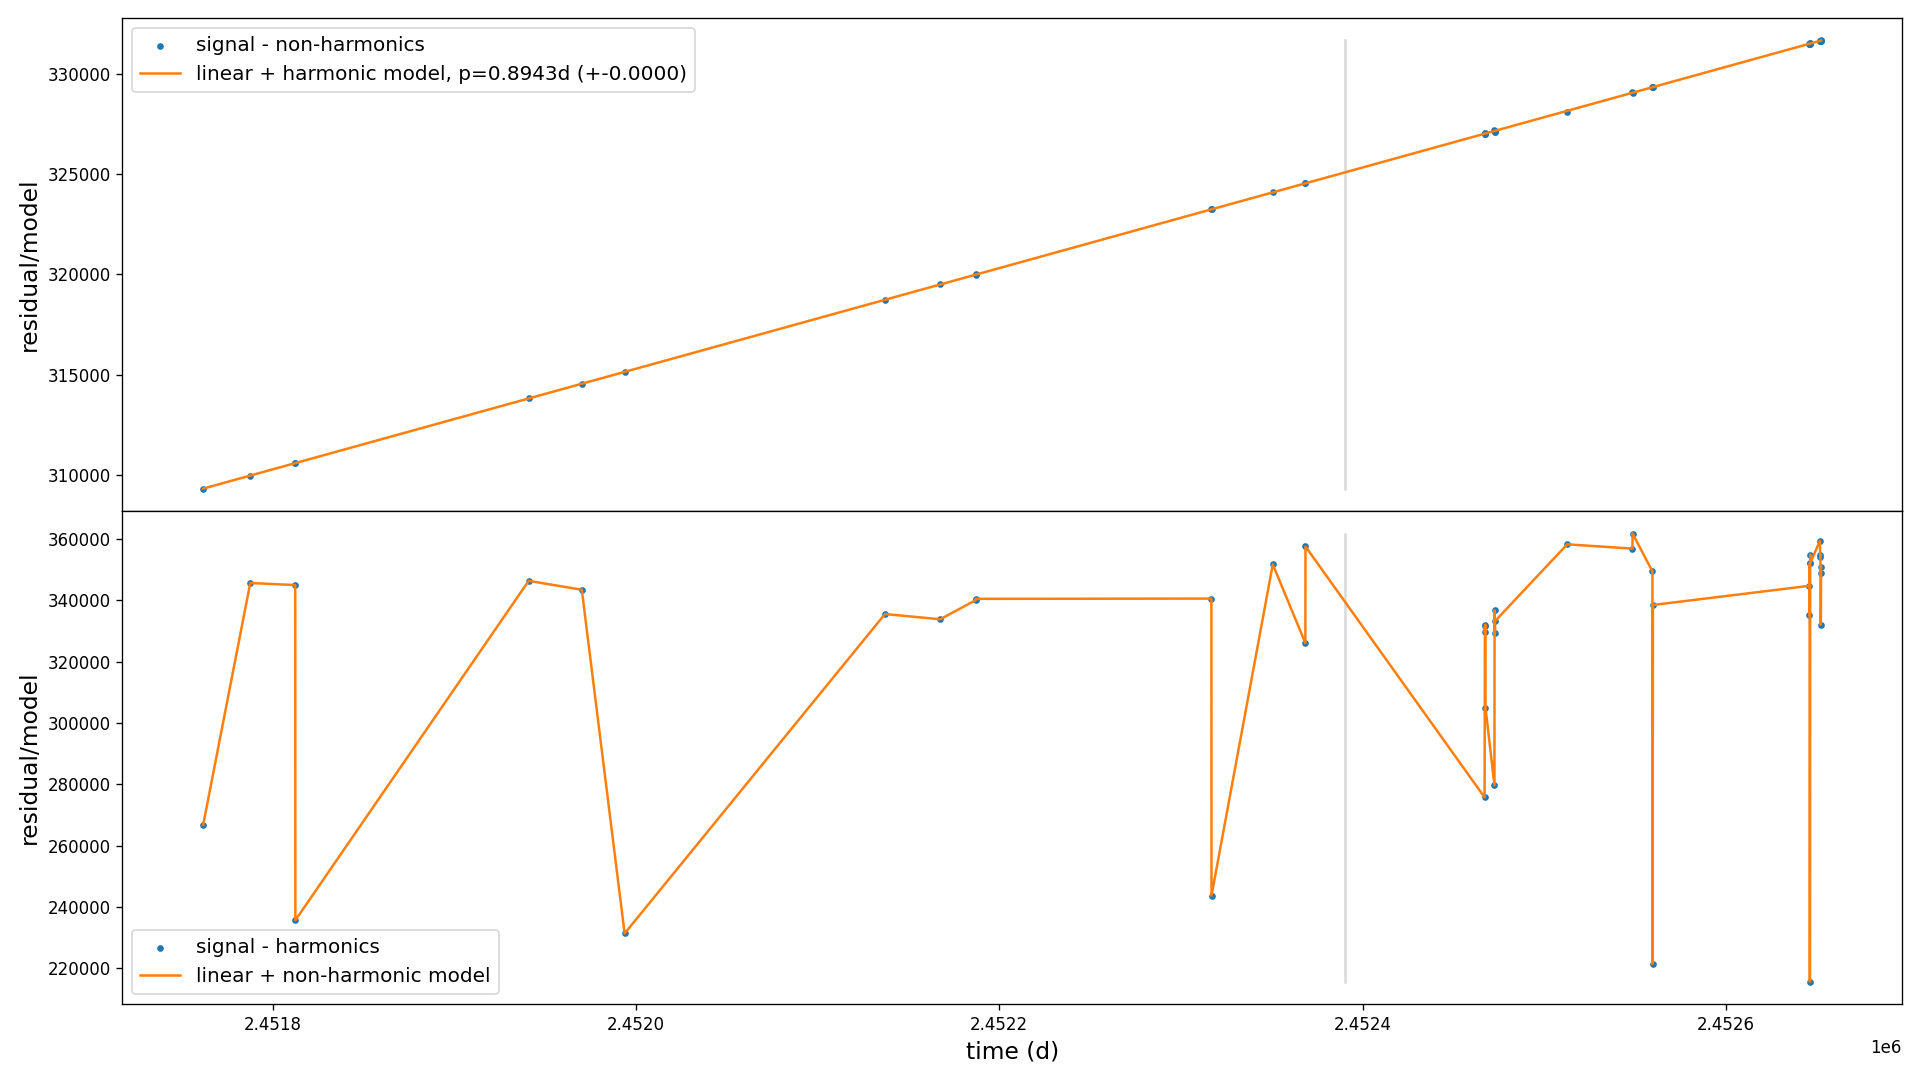 signal - non-harmonics
linear + harmonic model, p=0.8943d (+-0.0000)
residual/model
330000
325000
320000
315000
310000
360000
340000
320000
300000
280000
260000
240000
220000
residual/model
signal - harmonics
linear + non-harmonic model
2.4518 2.4520 2.4522 2.4524 2.4526
1e6
time (d)